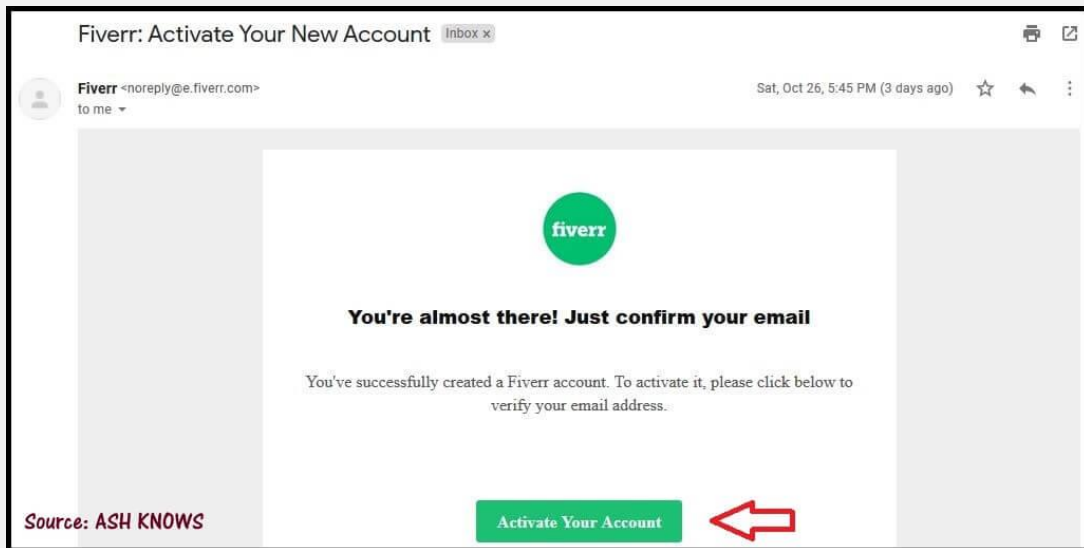 Fiverr: Activate Your New Account Inbox x
Fiverr <noreply@e.fiverr.com>
Sat, Oct 26, 5:45 PM (3 days ago)
to me
fiverr
You're almost there! Just confirm your email
You've successfully created a Fiverr account. To activate it, please click below to
verify your email address.
Activate Your Account
Source: ASH KNOWS